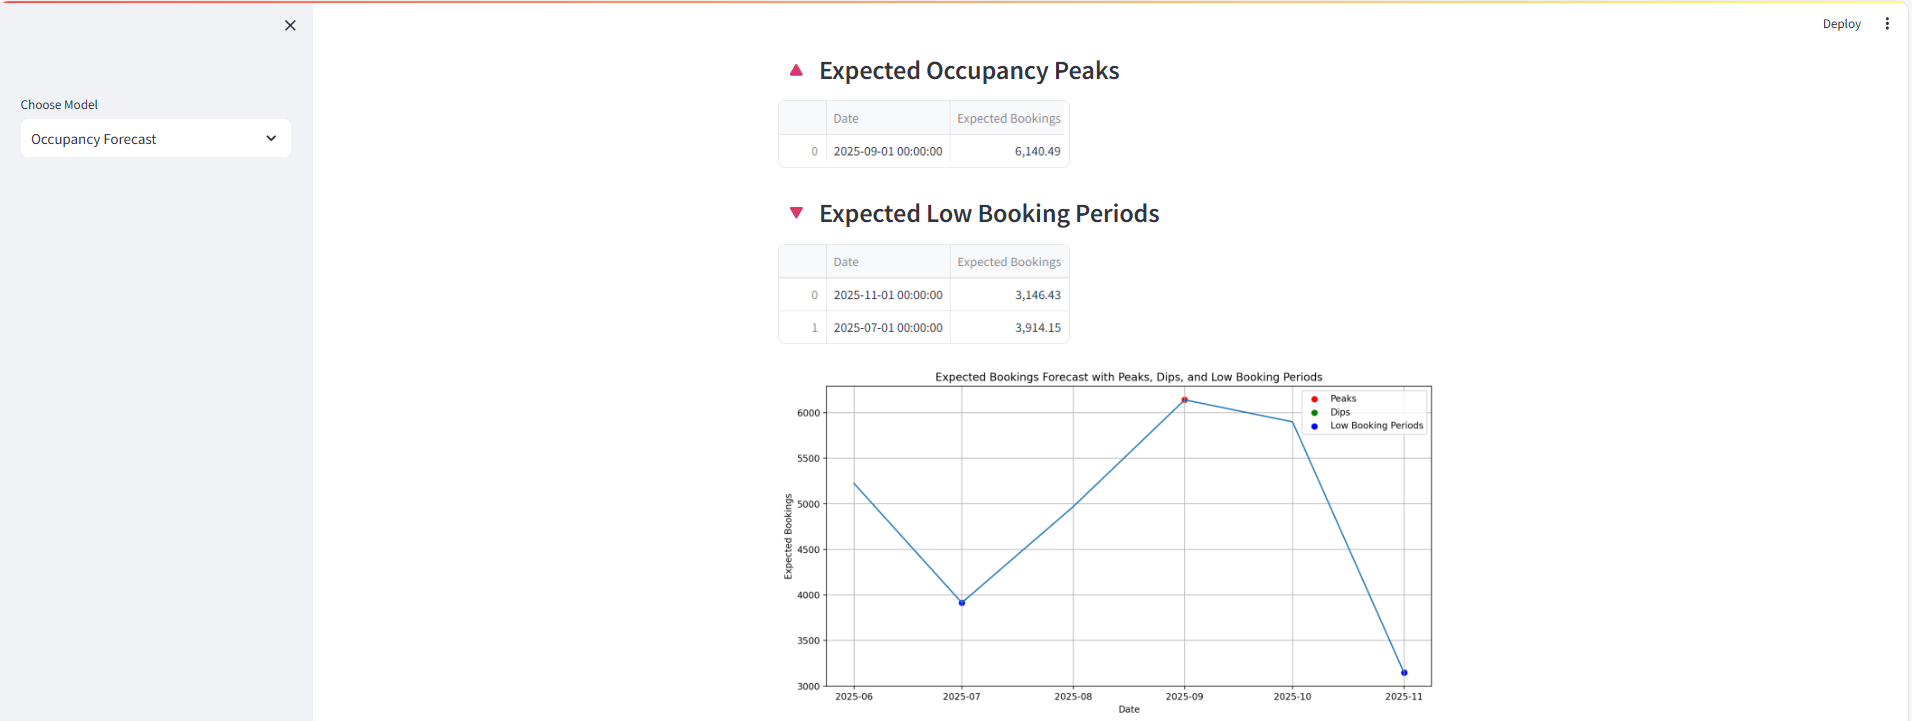 Deploy
Choose Model
Occupancy Forecast
Expected Occupancy Peaks
Date Expected Bookings
0 2025-09-01 00:00:00 6,140.49
Expected Low Booking Periods
Date Expected Bookings
0 2025-11-01 00:00:00 3,146.43
1 2025-07-01 00:00:00 3,914.15
Expected Bookings Forecast with Peaks, Dips, and Low Booking Periods
Peaks
Dips
Low Booking Periods
Expected Bookings
6000
5500
5000
4500
4000
3500
3000
2025-06 2025-07 2025-08 2025-09 2025-10 2025-11
Date